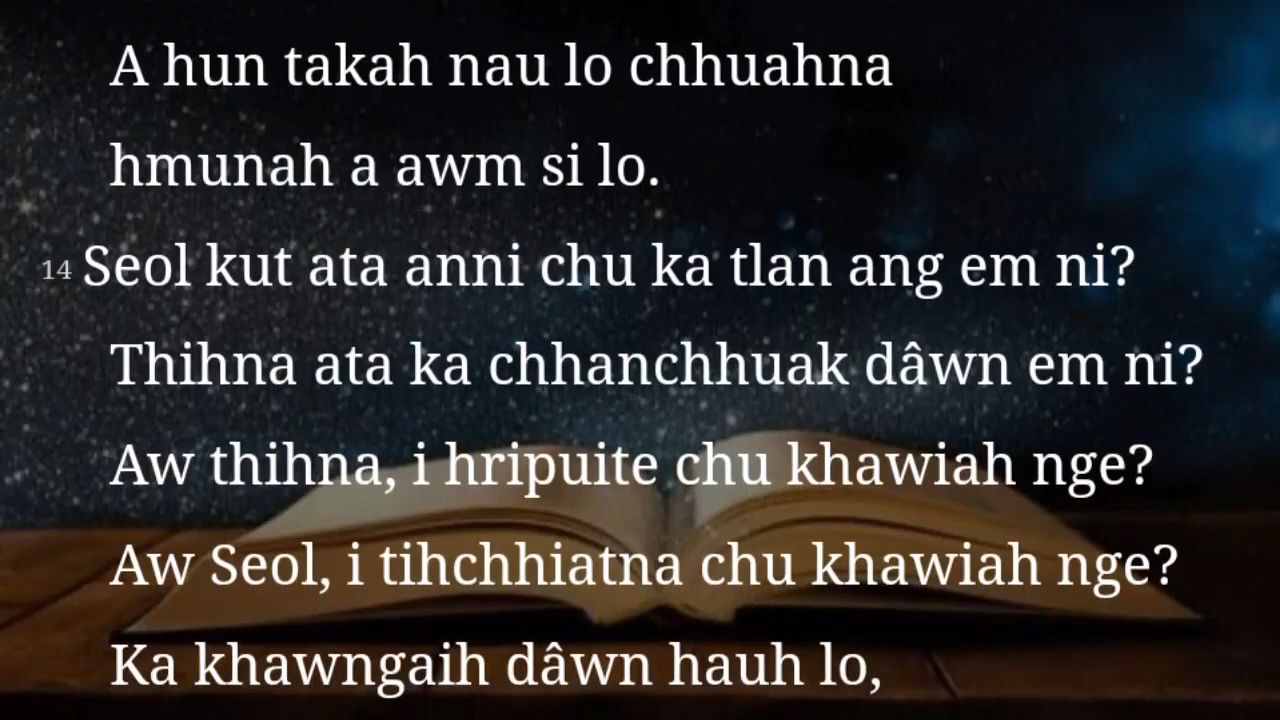 A hun takah nau lo chhuahna
hmunah a awm si lo.
14 Seol kut ata anni chu ka tlan ang em ni?
Thihna ata ka chhanchhuak dâwn em ni?
Aw thihna, i hripuite chu khawiah nge?
Aw Seol, i tihchhiatna chu khawiah nge?
Ka khawngaih dâwn hauh lo,